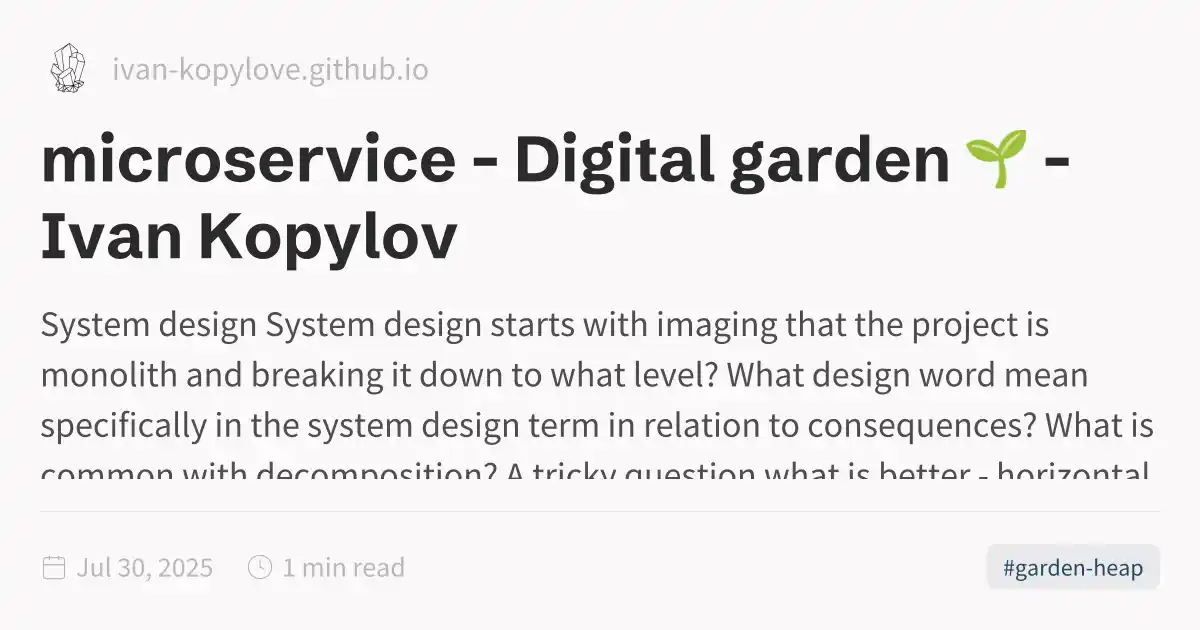 ivan-kopylove.github.io
microservice - Digital garden 🌱 -
Ivan Kopylov
System design System design starts with imaging that the project is
monolith and breaking it down to what level? What design word mean
specifically in the system design term in relation to consequences? What is
common with decomposition? A tricky question what is better - horizontal
Jul 30, 2025
1 min read
#garden-heap